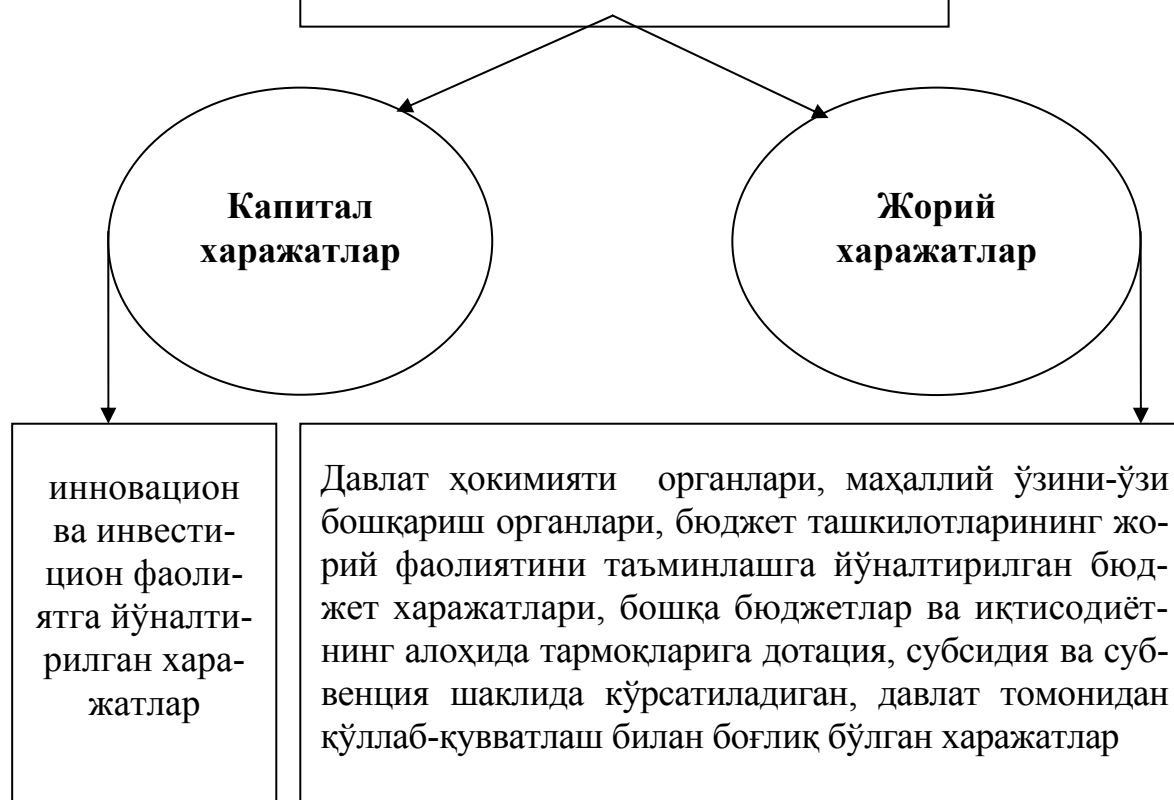 Капитал
харажатлар
Жорий
харажатлар
инновацион
ва инвести-
цион фаоли-
ятга йўналти-
рилган хара-
жатлар
Давлат ҳокимияти органлари, маҳаллий ўзини-ўзи
бошқариш органлари, бюджет ташкилотларининг жо-
рий фаолиятини таъминлашга йўналтирилган бюд-
жет харажатлари, бошқа бюджетлар ва иқтисодиёт-
нинг алоҳида тармоқларига дотация, субсидия ва суб-
венция шаклида кўрсатиладиган, давлат томонидан
қўллаб-қувватлаш билан боғлиқ бўлган харажатлар